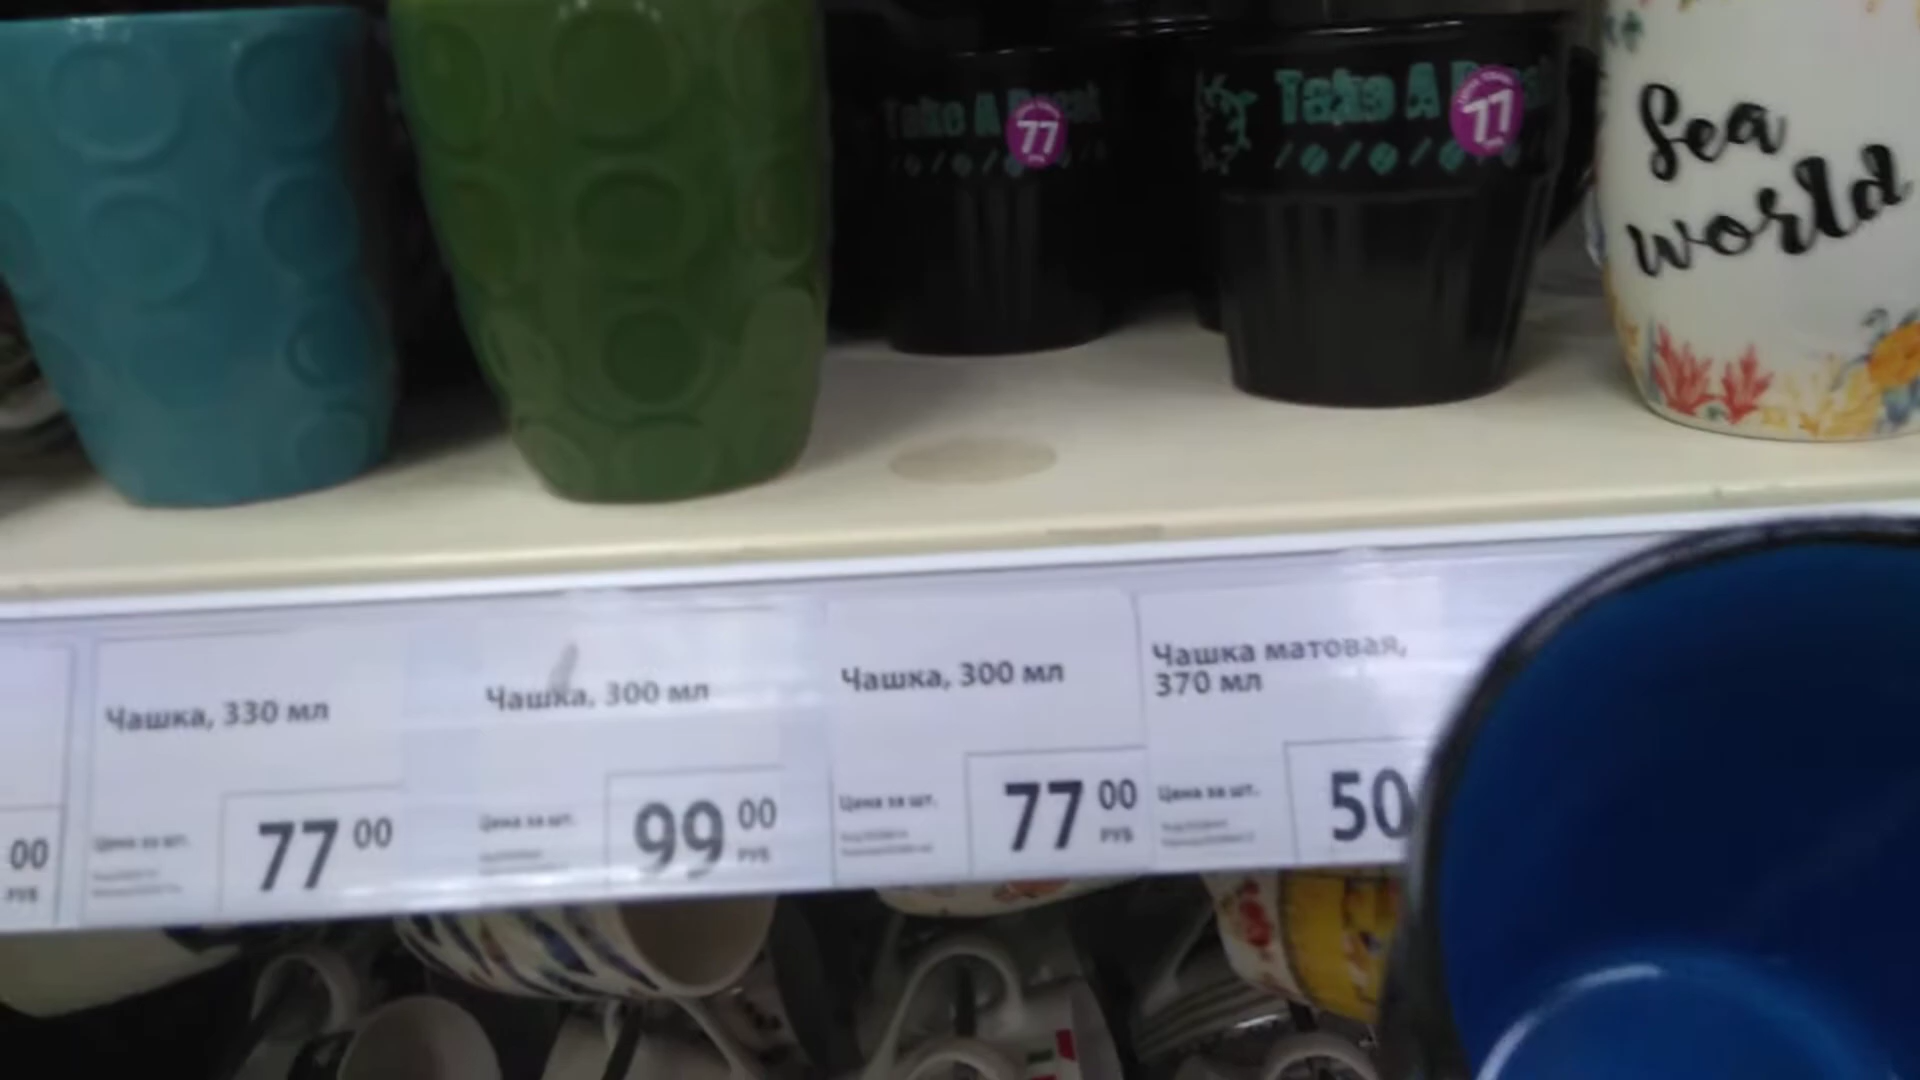 Take A Break
77
Take A
77
Sea
world
00
РУБ
Чашка, 330 мл
Цена за шт.
77 00
Чашка, 300 мл
Цена за шт.
99 00
РУБ
Чашка, 300 мл
Цена за шт.
77 00
РУБ
Чашка матовая,
370 мл
Цена за шт.
50